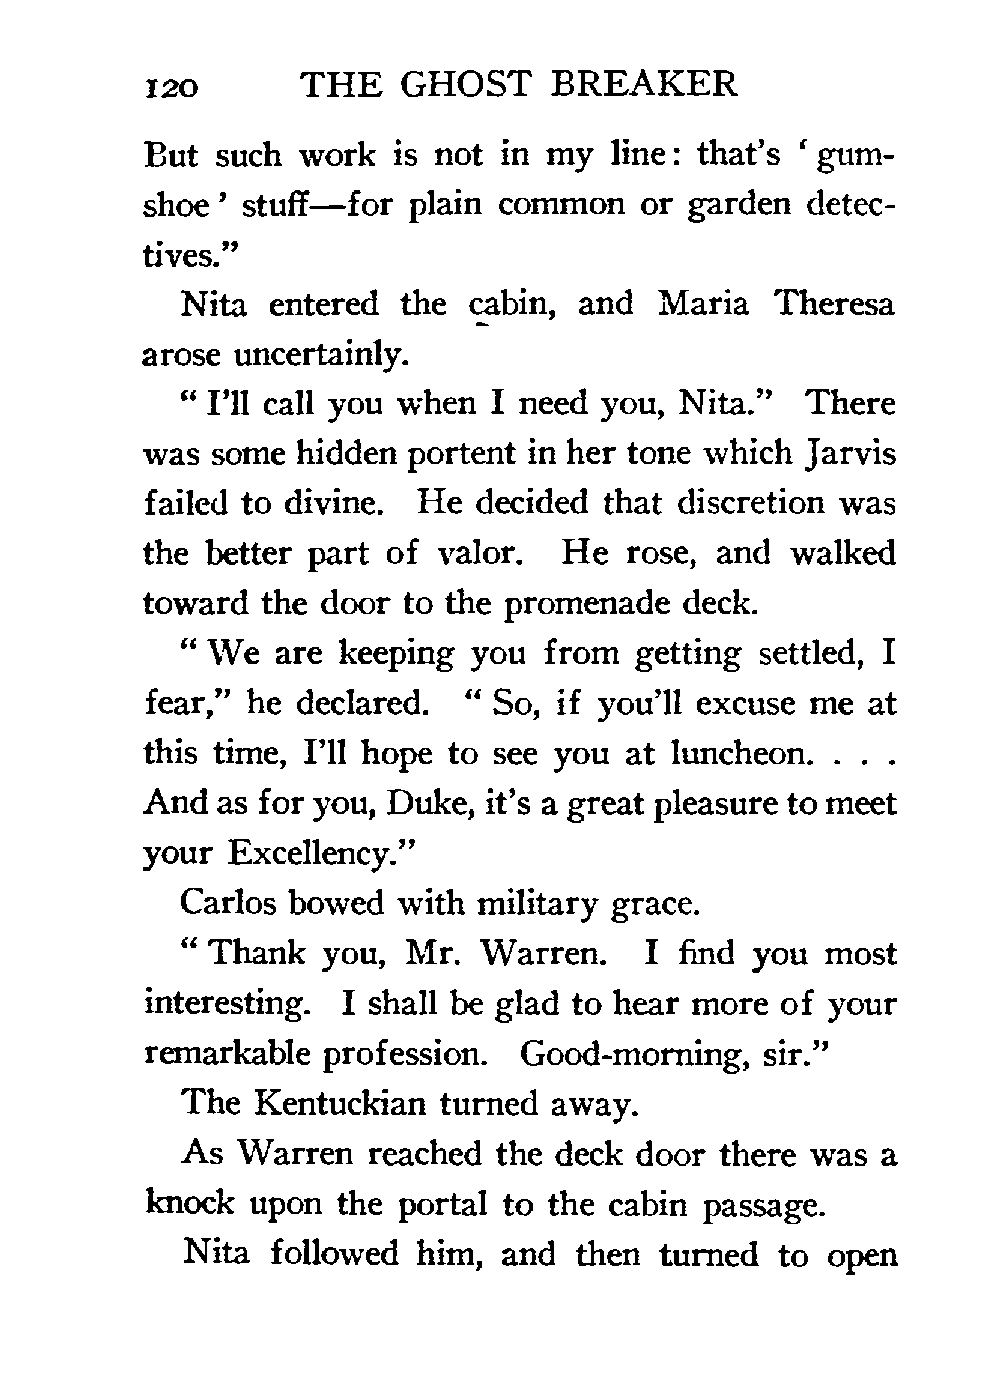 120 THE GHOST BREAKER
But such work is not in my line: that's ‘gum-
shoe’ stuff—for plain common or garden detec-
tives.”
Nita entered the cabin, and Maria Theresa
arose uncertainly.
“I'll call you when I need you, Nita.” There
was some hidden portent in her tone which Jarvis
failed to divine. He decided that discretion was
the better part of valor. He rose, and walked
toward the door to the promenade deck.
“We are keeping you from getting settled, I
fear,” he declared. “So, if you'll excuse me at
this time, I'll hope to see you at luncheon. . . .
And as for you, Duke, it's a great pleasure to meet
your Excellency.”
Carlos bowed with military grace.
“Thank you, Mr. Warren. I find you most
interesting. I shall be glad to hear more of your
remarkable profession. Good-morning, sir.”
The Kentuckian turned away.
As Warren reached the deck door there was a
knock upon the portal to the cabin passage.
Nita followed him, and then turned to open